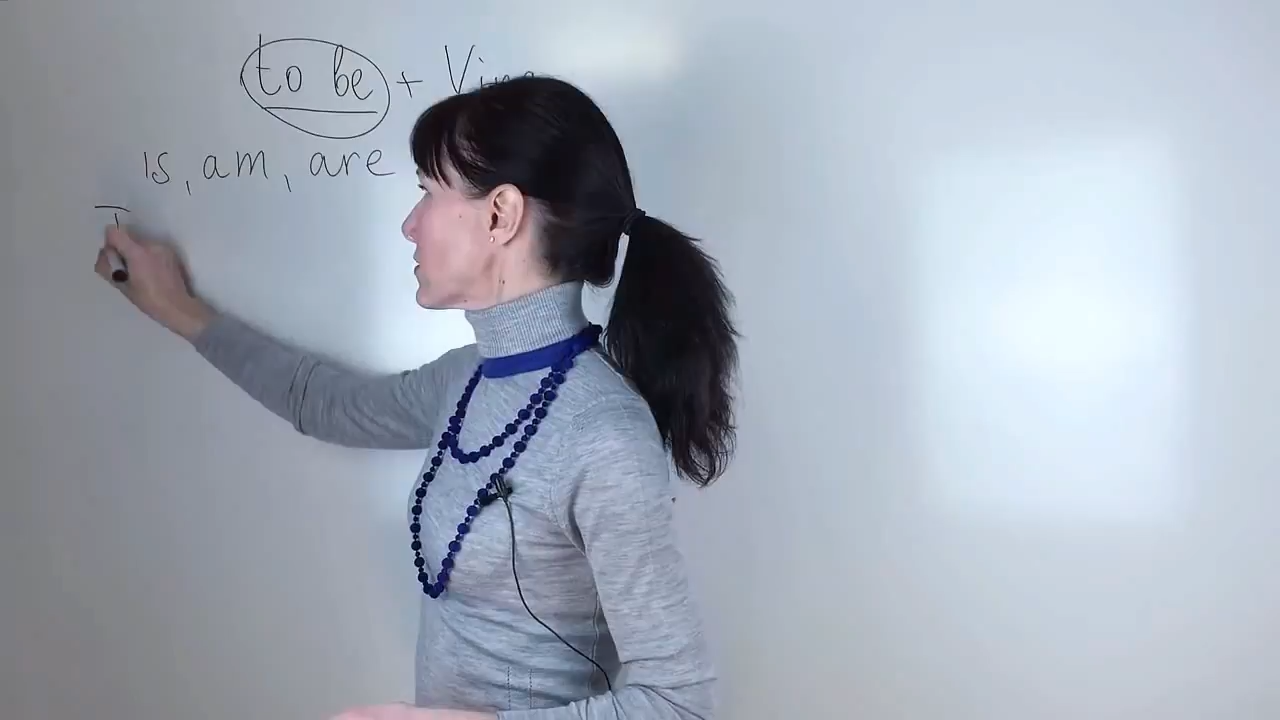 to be + Ving
is, am, are
I